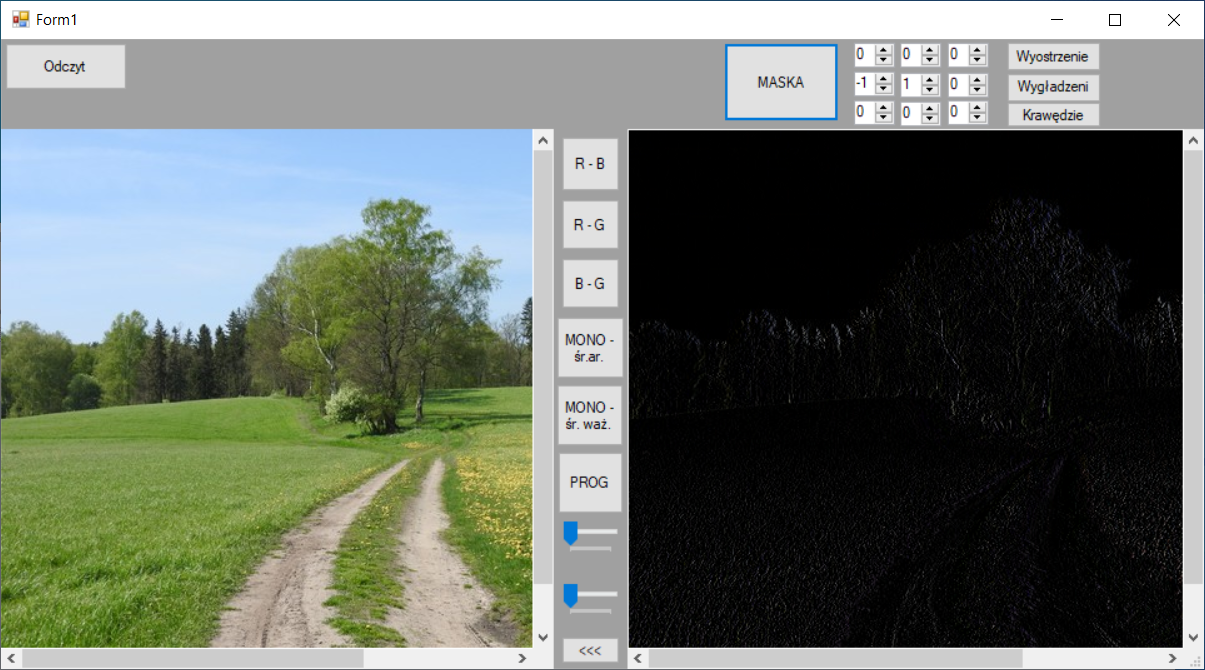 Form1
Odczyt
MASKA
0 0 0
-1 1 0
0 0 0
Wyostrzenie
Wygładzeni
Krawędzie
R - B
R - G
B - G
MONO -
śr.ar.
MONO -
śr. waż.
PROG
<<<